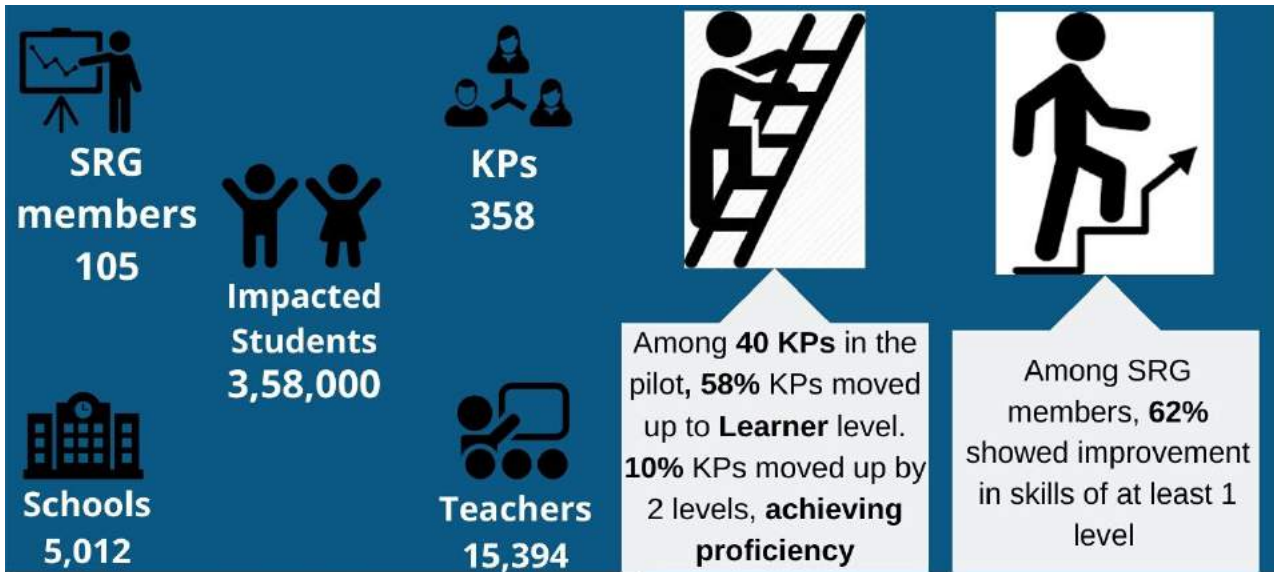 SRG
members
105
KPs
358
Impacted
Students
3,58,000
Schools
5,012
Teachers
15,394
Among 40 KPs in the
pilot, 58% KPs moved
up to Learner level.
10% KPs moved up by
2 levels, achieving
proficiency
Among SRG
members, 62%
showed improvement
in skills of at least 1
level